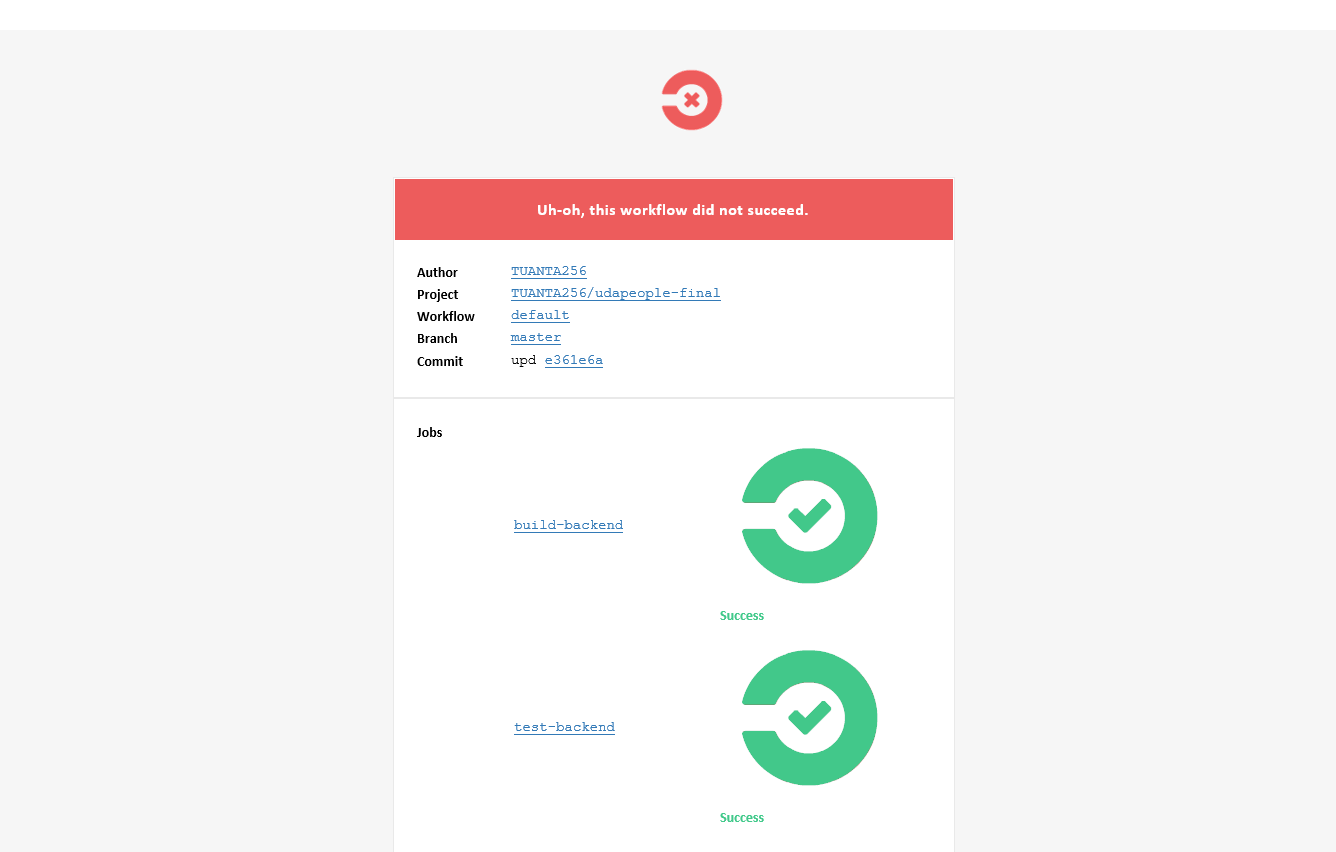 Uh-oh, this workflow did not succeed.
Author TUANTA256
Project TUANTA256/udapeople-final
Workflow default
Branch master
Commit upd e361e6a
Jobs
build-backend
Success
test-backend
Success